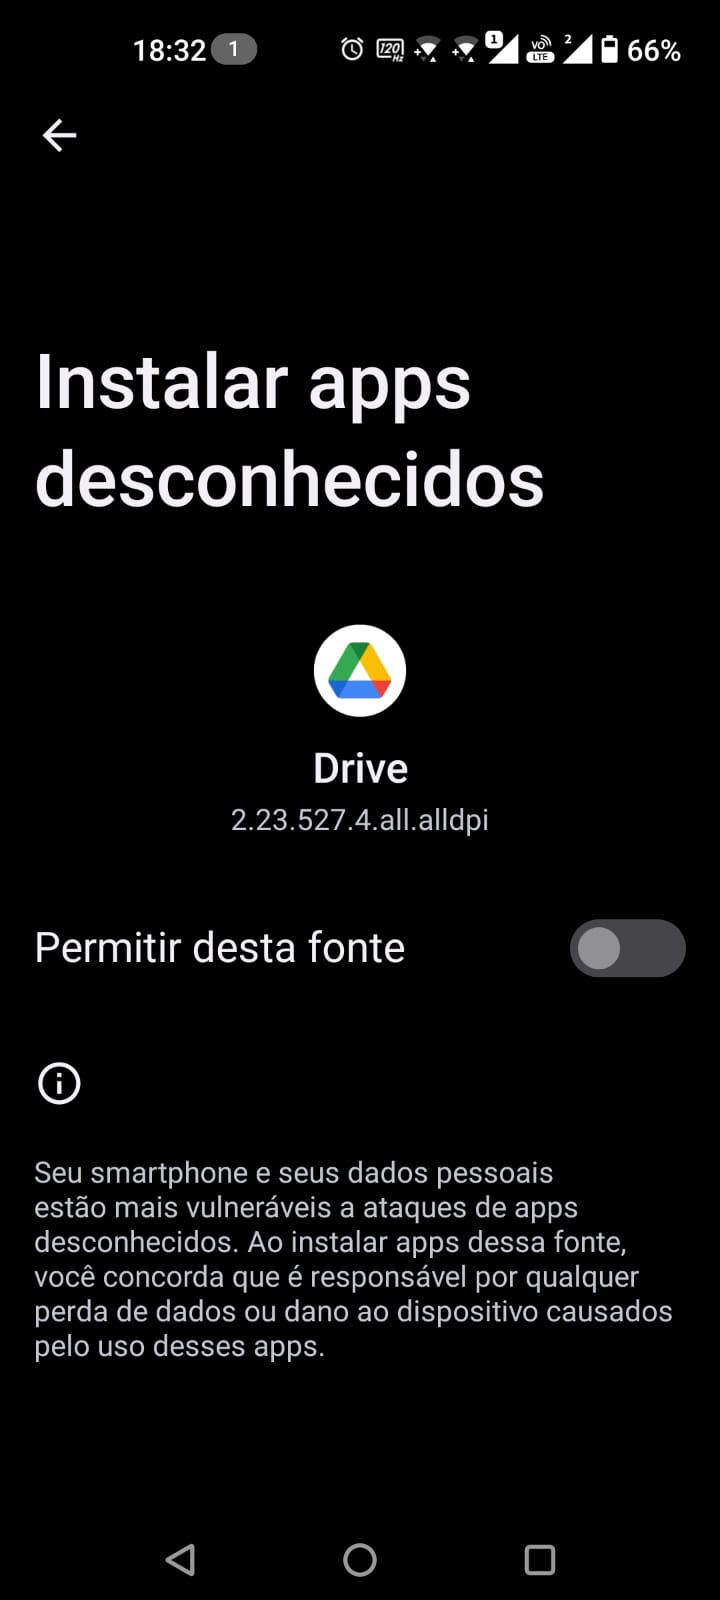 18:32 1 120 Hz 1 VO LTE 2 66%
Instalar apps
desconhecidos
Drive
2.23.527.4.all.alldpi
Permitir desta fonte
Seu smartphone e seus dados pessoais
estão mais vulneráveis a ataques de apps
desconhecidos. Ao instalar apps dessa fonte,
você concorda que é responsável por qualquer
perda de dados ou dano ao dispositivo causados
pelo uso desses apps.